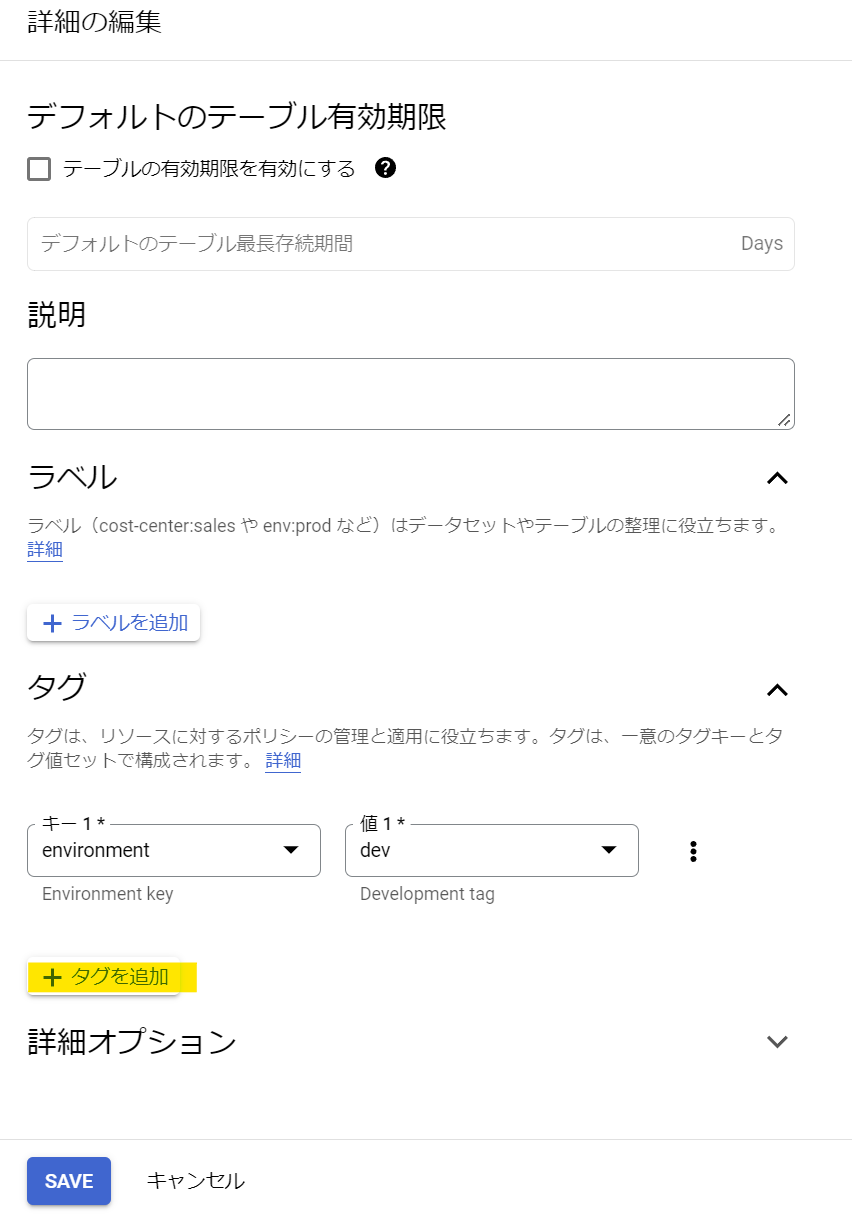 詳細の編集
デフォルトのテーブル有効期限
テーブルの有効期限を有効にする ?
デフォルトのテーブル最長存続期間 Days
説明
ラベル
ラベル（cost-center:sales や env:prod など）はデータセットやテーブルの整理に役立ちます。
詳細
+ ラベルを追加
タグ
タグは、リソースに対するポリシーの管理と適用に役立ちます。タグは、一意のタグキーとタ
グ値セットで構成されます。 詳細
キー 1 * 値 1 *
environment dev
Environment key Development tag
+ タグを追加
詳細オプション
SAVE キャンセル